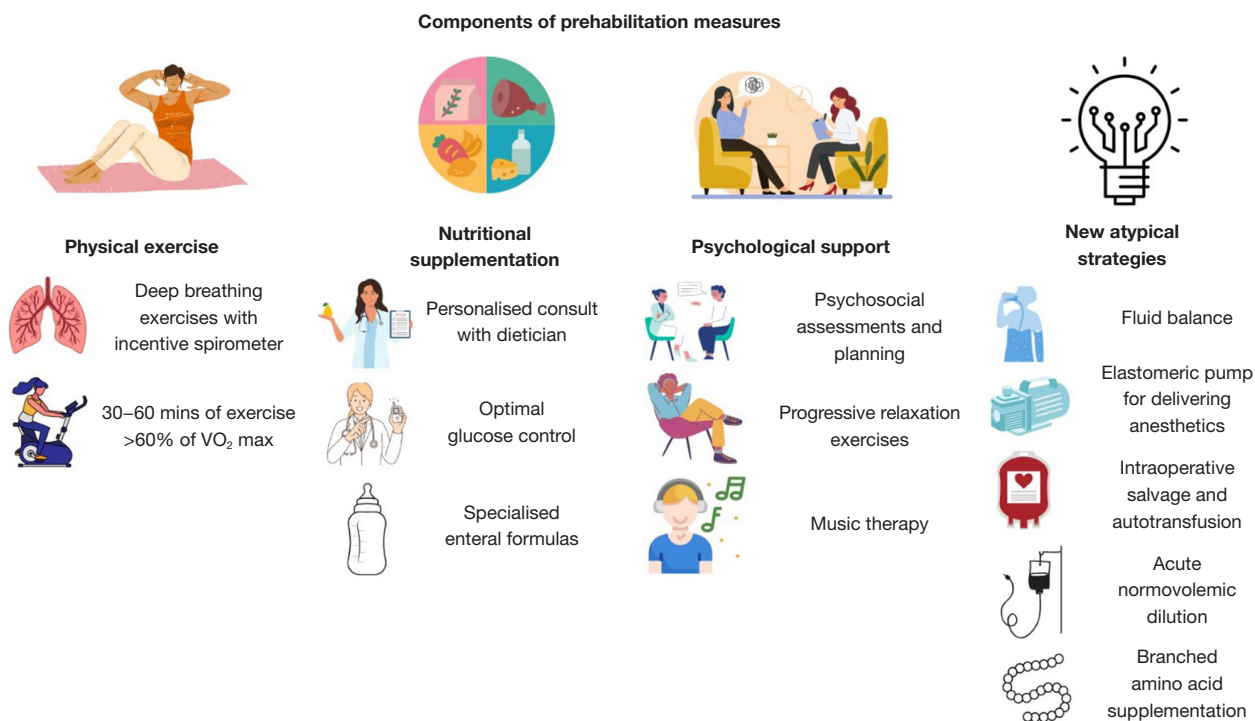 Components of prehabilitation measures
Physical exercise
Deep breathing
exercises with
incentive spirometer
30–60 mins of exercise
>60% of VO₂ max
Nutritional
supplementation
Personalised consult
with dietician
Optimal
glucose control
Specialised
enteral formulas
Psychological support
Psychosocial
assessments and
planning
Progressive relaxation
exercises
Music therapy
New atypical
strategies
Fluid balance
Elastomeric pump
for delivering
anesthetics
Intraoperative
salvage and
autotransfusion
Acute
normovolemic
dilution
Branched
amino acid
supplementation